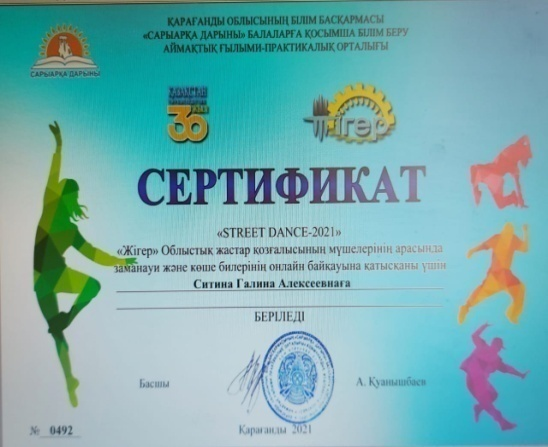 ҚАРАҒАНДЫ ОБЛЫСЫНЫҢ БІЛІМ БАСҚАРМАСЫ
«САРЫАРҚА ДАРЫНЫ» БАЛАЛАРҒА ҚОСЫМША БІЛІМ БЕРУ
АЙМАҚТЫҚ ҒЫЛЫМИ-ПРАКТИКАЛЫҚ ОРТАЛЫҒЫ
САРЫАРҚА ДАРЫНЫ
ҚАЗАҚСТАН
30
Жігер
СЕРТИФИКАТ
«STREET DANCE-2021»
«Жігер» Облыстық жастар қозғалысының мүшелерінің арасында
заманауи және көше билерінің онлайн байқауына қатысқаны үшін
Ситина Галина Алексеевнаға
БЕРІЛЕДІ
Басшы
А. Қуанышбаев
№ 0492
Қарағанды 2021